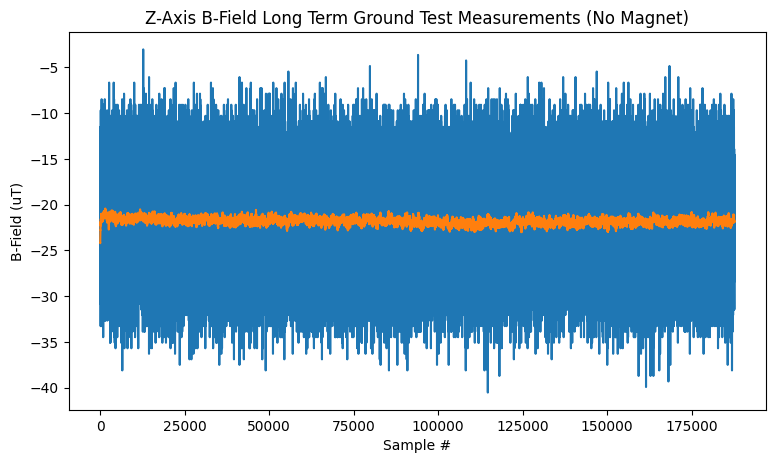 Z-Axis B-Field Long Term Ground Test Measurements (No Magnet)
B-Field (uT)
−5
−10
−15
−20
−25
−30
−35
−40
0 25000 50000 75000 100000 125000 150000 175000
Sample #